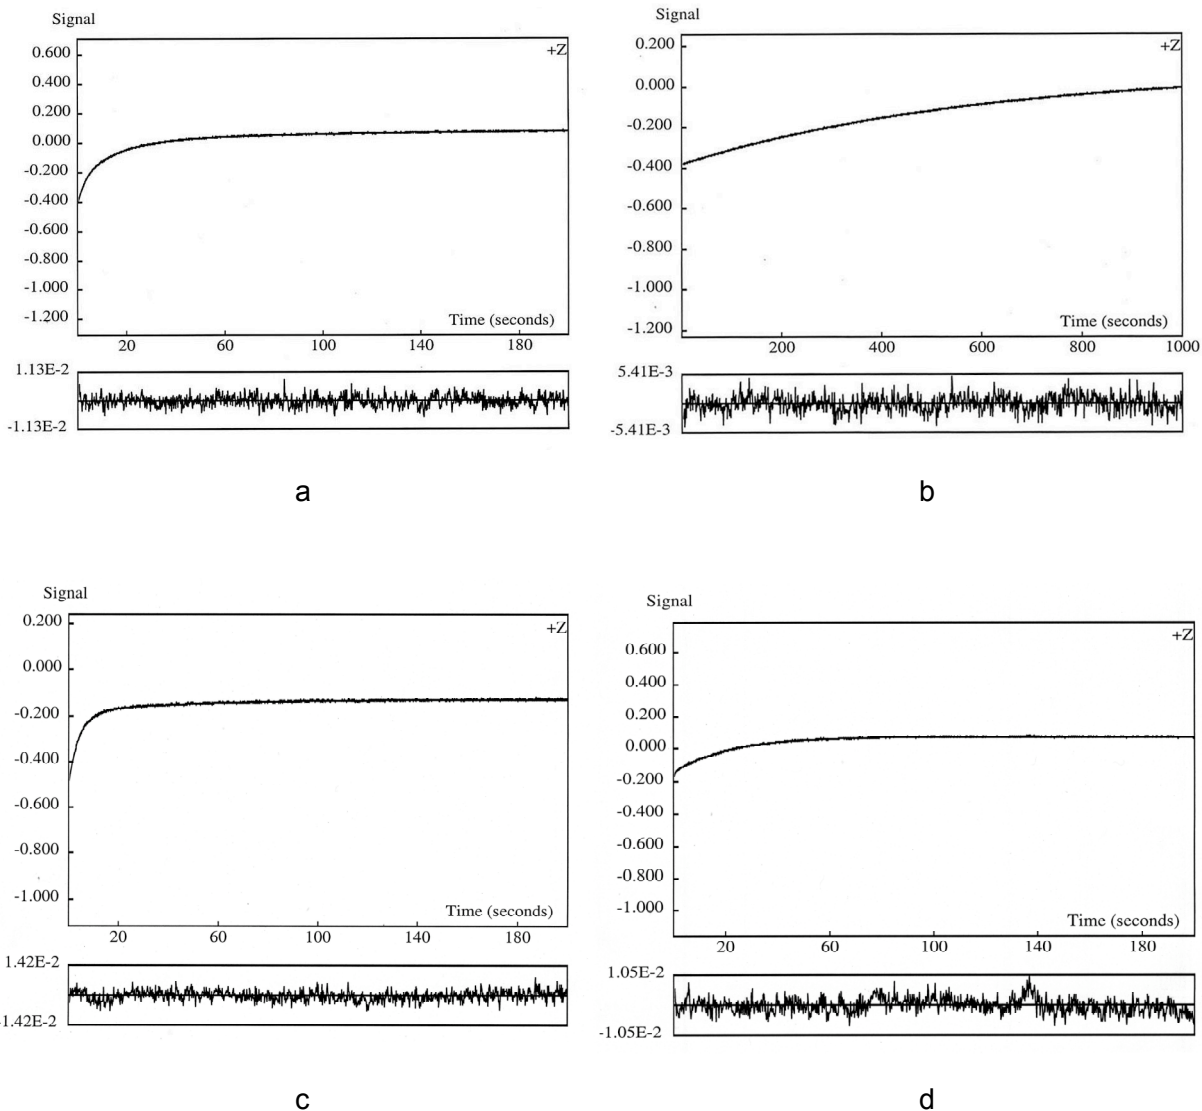 Signal
+Z
0.600
0.400
0.200
0.000
-0.200
-0.400
-0.600
-0.800
-1.000
-1.200
Time (seconds)
20 60 100 140 180
1.13E-2
-1.13E-2
a
Signal
+Z
0.200
0.000
-0.200
-0.400
-0.600
-0.800
-1.000
-1.200
Time (seconds)
200 400 600 800 1000
5.41E-3
-5.41E-3
b
Signal
+Z
0.200
0.000
-0.200
-0.400
-0.600
-0.800
-1.000
Time (seconds)
20 60 100 140 180
1.42E-2
-1.42E-2
c
Signal
+Z
0.600
0.400
0.200
0.000
-0.200
-0.400
-0.600
-0.800
-1.000
Time (seconds)
20 60 100 140 180
1.05E-2
-1.05E-2
d